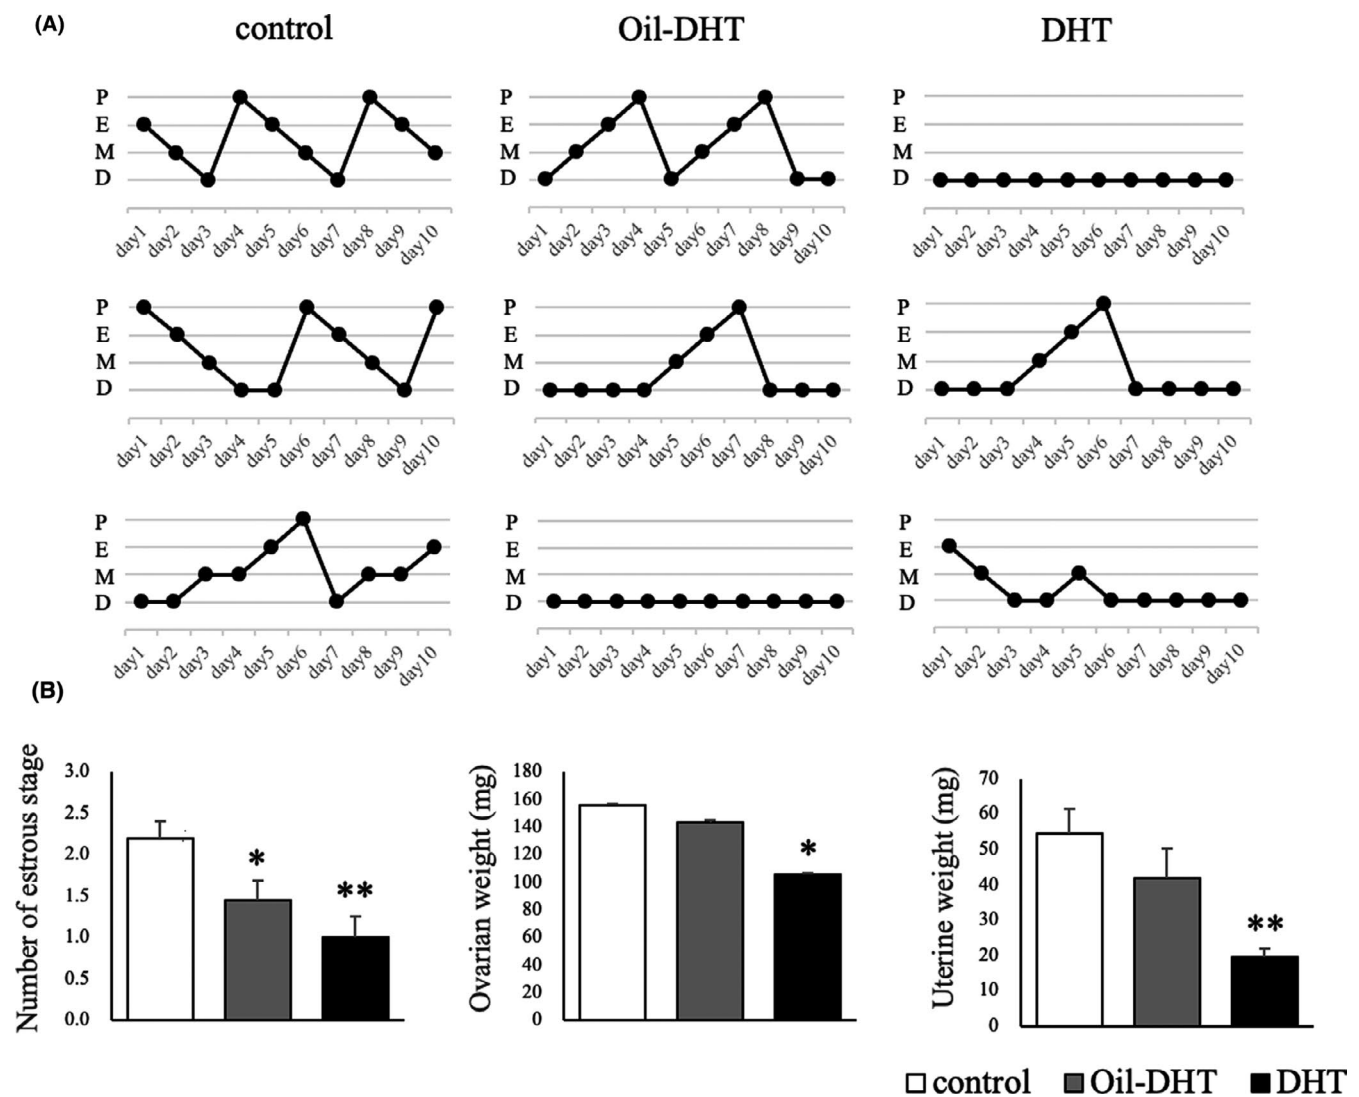 (A)
control Oil-DHT DHT
P P P
E E E
M M M
D D D
day1 day2 day3 day4 day5 day6 day7 day8 day9 day10 day1 day2 day3 day4 day5 day6 day7 day8 day9 day10 day1 day2 day3 day4 day5 day6 day7 day8 day9 day10
P P P
E E E
M M M
D D D
day1 day2 day3 day4 day5 day6 day7 day8 day9 day10 day1 day2 day3 day4 day5 day6 day7 day8 day9 day10 day1 day2 day3 day4 day5 day6 day7 day8 day9 day10
P P P
E E E
M M M
D D D
day1 day2 day3 day4 day5 day6 day7 day8 day9 day10 day1 day2 day3 day4 day5 day6 day7 day8 day9 day10 day1 day2 day3 day4 day5 day6 day7 day8 day9 day10
(B)
Number of estrous stage
3.0
2.5
2.0
1.5
1.0
0.5
0.0
*
**
Ovarian weight (mg)
180
160
140
120
100
80
60
40
20
0
*
Uterine weight (mg)
70
60
50
40
30
20
10
0
**
control Oil-DHT DHT